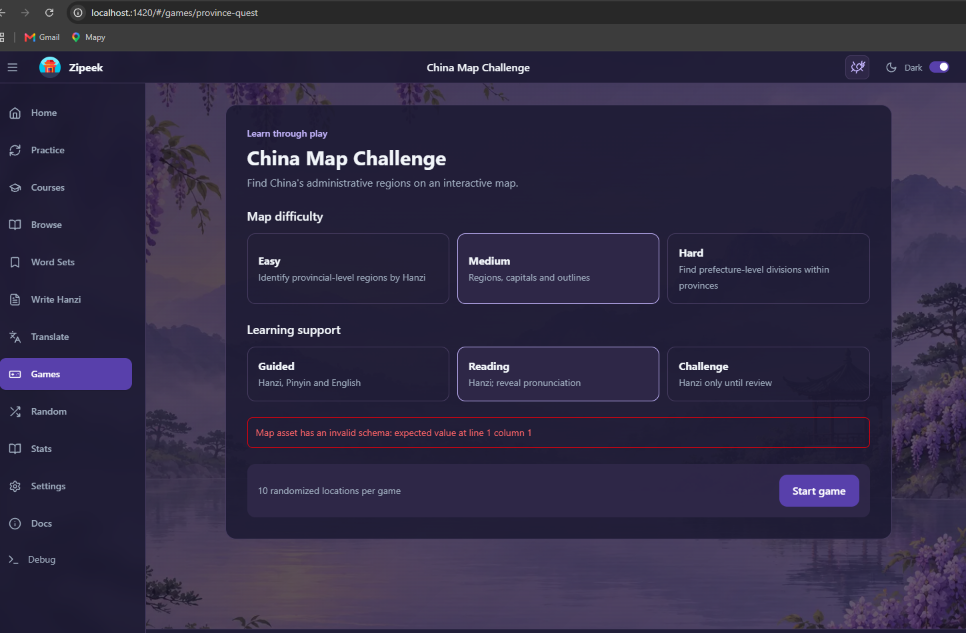 localhost:1420/#/games/province-quest
Gmail
Mapy
Zipeek
China Map Challenge
Dark
Home
Practice
Courses
Browse
Word Sets
Write Hanzi
Translate
Games
Random
Stats
Settings
Docs
Debug
Learn through play
China Map Challenge
Find China's administrative regions on an interactive map.
Map difficulty
Easy
Identify provincial-level regions by Hanzi
Medium
Regions, capitals and outlines
Hard
Find prefecture-level divisions within
provinces
Learning support
Guided
Hanzi, Pinyin and English
Reading
Hanzi; reveal pronunciation
Challenge
Hanzi only until review
Map asset has an invalid schema: expected value at line 1 column 1
10 randomized locations per game
Start game